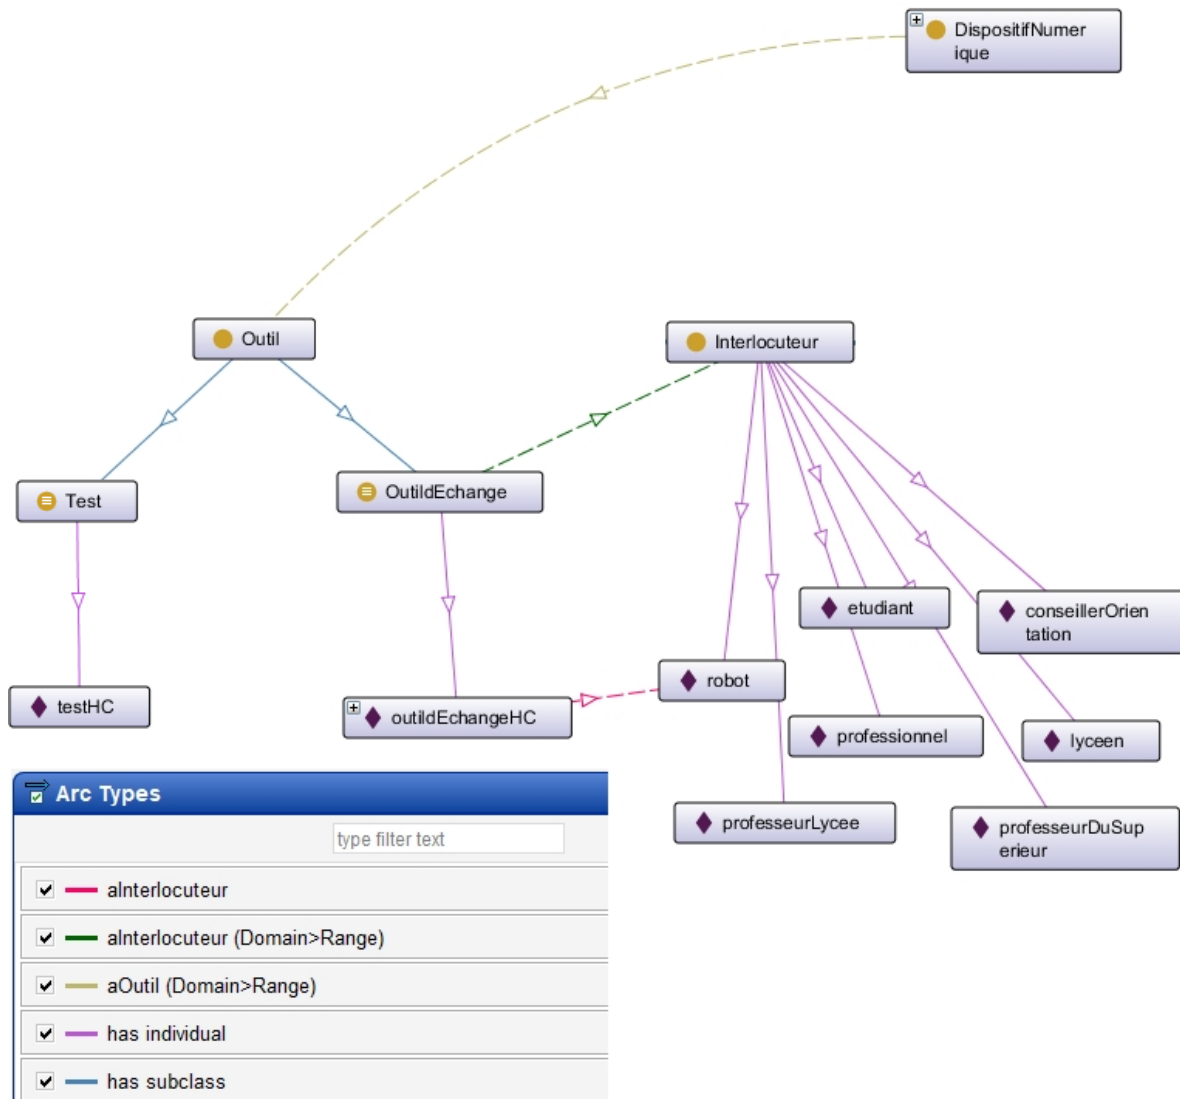 DispositifNumer
ique
Outil
Interlocuteur
Test
OutildEchange
etudiant
conseillerOrien
tation
robot
testHC
outildEchangeHC
professionnel
lyceen
professeurLycee
professeurDuSup
erieur
Arc Types
type filter text
aInterlocuteur
aInterlocuteur (Domain>Range)
aOutil (Domain>Range)
has individual
has subclass